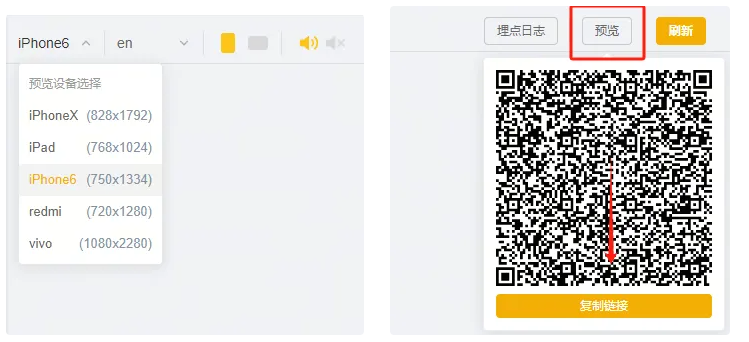 iPhone6 en
预览设备选择
iPhoneX (828x1792)
iPad (768x1024)
iPhone6 (750x1334)
redmi (720x1280)
vivo (1080x2280)
埋点日志 预览 刷新
复制链接